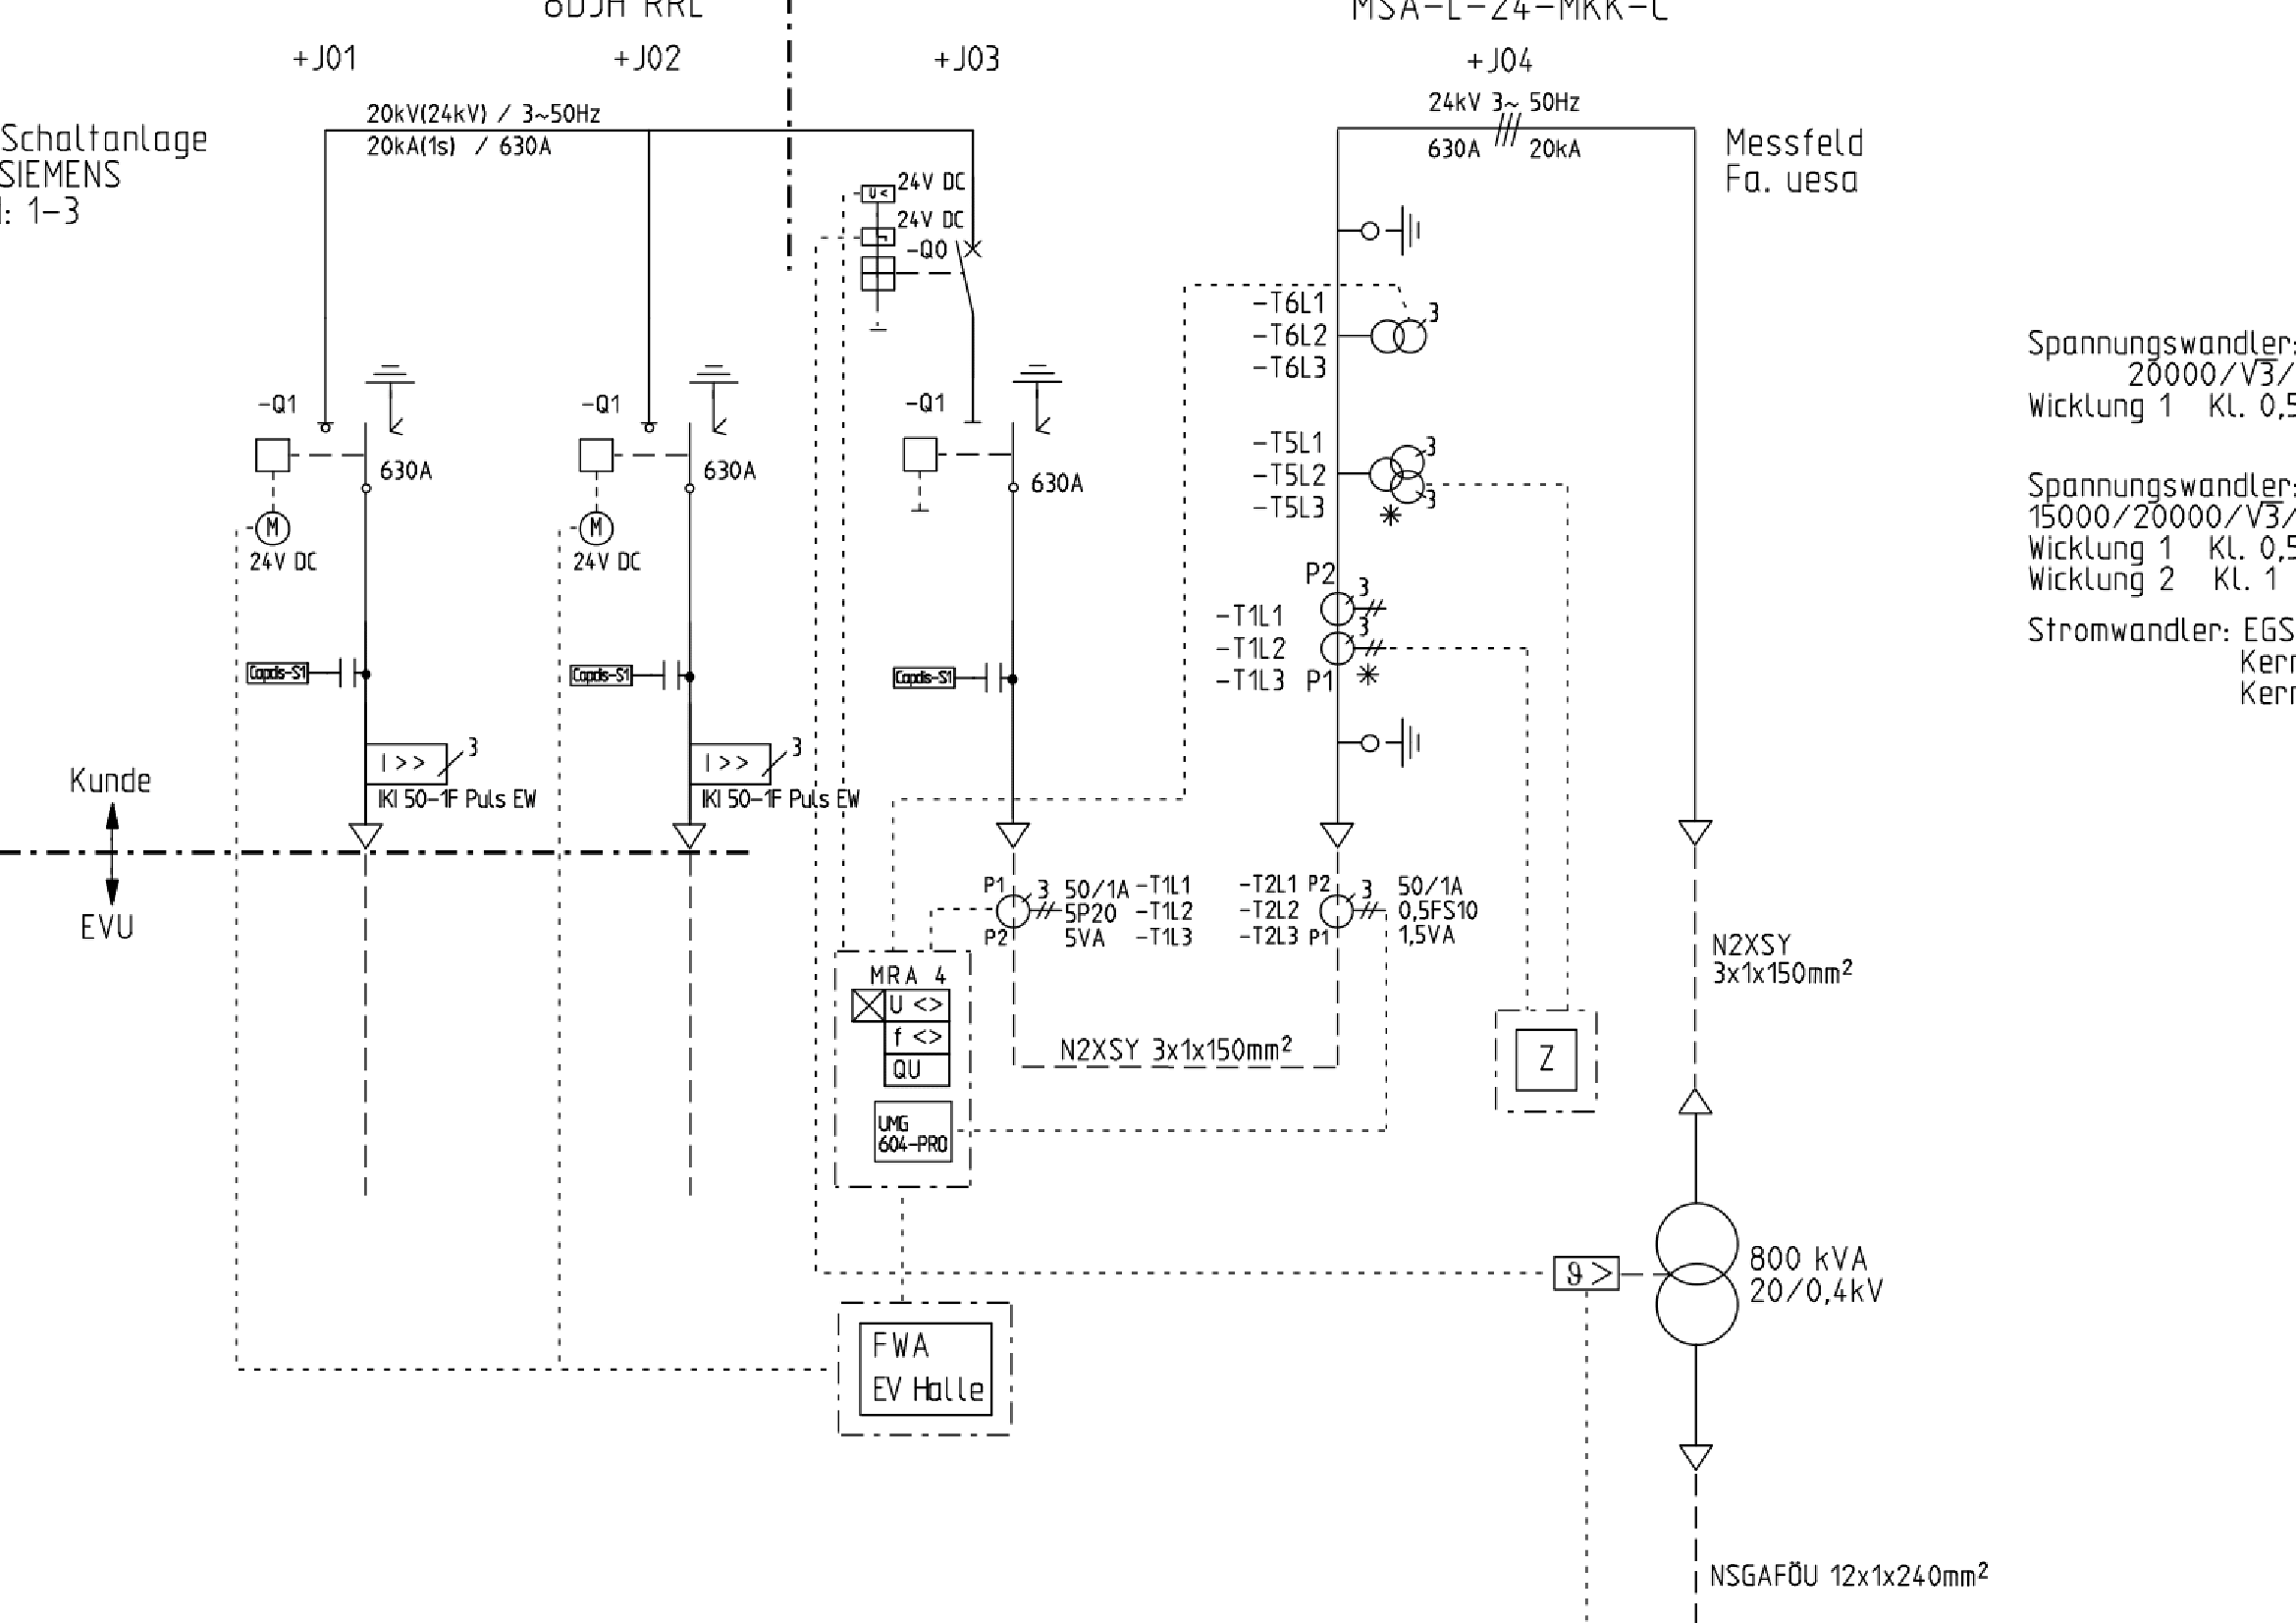 +J01
+J02
+J03
+J04
20kV(24kV) / 3~50Hz
20kA(1s) / 630A
24kV 3~ 50Hz
630A
20kA
Schaltanlage
SIEMENS
: 1-3
Messfeld
Fa. uesa
U<
24V DC
24V DC
-Q0
-T6L1
-T6L2
-T6L3
3
Spannungswandler:
20000/√3/
Wicklung 1 Kl. 0,5
-Q1
630A
-Q1
630A
-Q1
630A
-T5L1
-T5L2
-T5L3
3
3
*
Spannungswandler:
15000/20000/√3/
Wicklung 1 Kl. 0,5
Wicklung 2 Kl. 1
M
24V DC
M
24V DC
P2
3
3
-T1L1
-T1L2
-T1L3
P1
*
Stromwandler: EGS
Kern
Kern
Capdis-S1
Capdis-S1
Capdis-S1
I >>
3
IKI 50-1F Puls EW
I >>
3
IKI 50-1F Puls EW
Kunde
EVU
P1
P2
3
50/1A -T1L1
5P20 -T1L2
5VA -T1L3
-T2L1 P2
-T2L2
-T2L3 P1
3
50/1A
0,5FS10
1,5VA
N2XSY
3x1x150mm²
MRA 4
U <>
f <>
QU
UMG
604-PRO
N2XSY 3x1x150mm²
Z
800 kVA
20/0,4kV
ϑ >
FWA
EV Halle
NSGAFÖU 12x1x240mm²